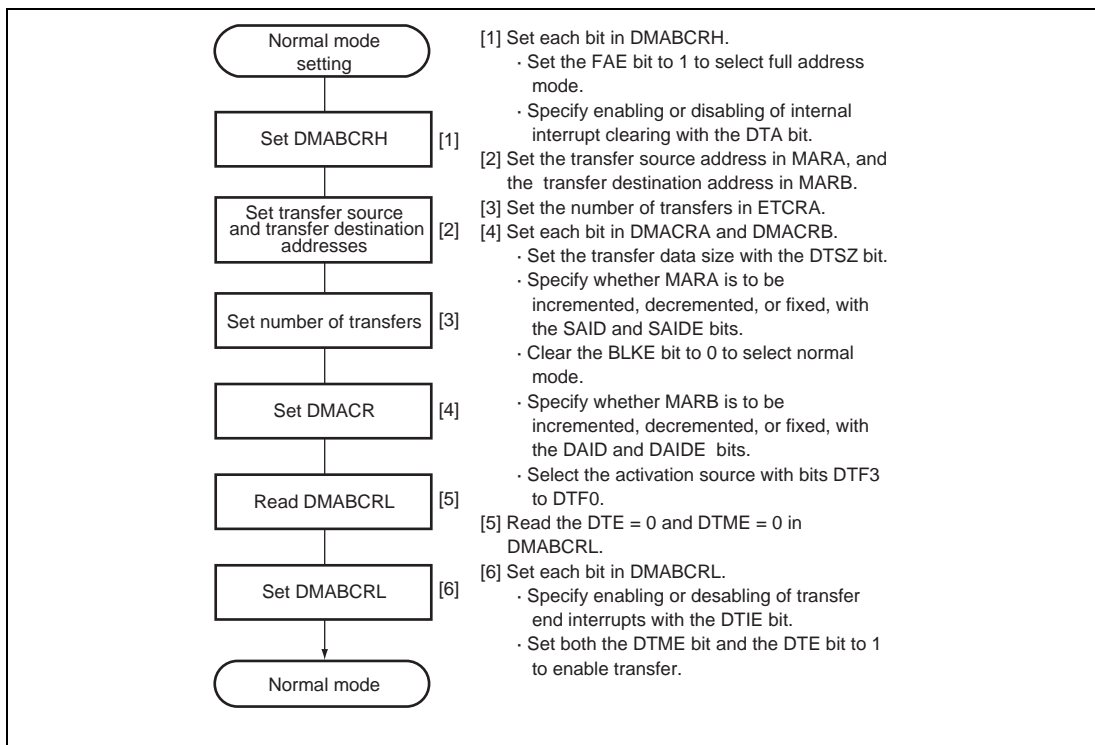 Normal mode
setting
Set DMABCRH
[1]
Set transfer source
and transfer destination
addresses
[2]
Set number of transfers
[3]
Set DMACR
[4]
Read DMABCRL
[5]
Set DMABCRL
[6]
Normal mode
[1] Set each bit in DMABCRH.
· Set the FAE bit to 1 to select full address
mode.
· Specify enabling or disabling of internal
interrupt clearing with the DTA bit.
[2] Set the transfer source address in MARA, and
the transfer destination address in MARB.
[3] Set the number of transfers in ETCRA.
[4] Set each bit in DMACRA and DMACRB.
· Set the transfer data size with the DTSZ bit.
· Specify whether MARA is to be
incremented, decremented, or fixed, with
the SAID and SAIDE bits.
· Clear the BLKE bit to 0 to select normal
mode.
· Specify whether MARB is to be
incremented, decremented, or fixed, with
the DAID and DAIDE bits.
· Select the activation source with bits DTF3
to DTF0.
[5] Read the DTE = 0 and DTME = 0 in
DMABCRL.
[6] Set each bit in DMABCRL.
· Specify enabling or desabling of transfer
end interrupts with the DTIE bit.
· Set both the DTME bit and the DTE bit to 1
to enable transfer.